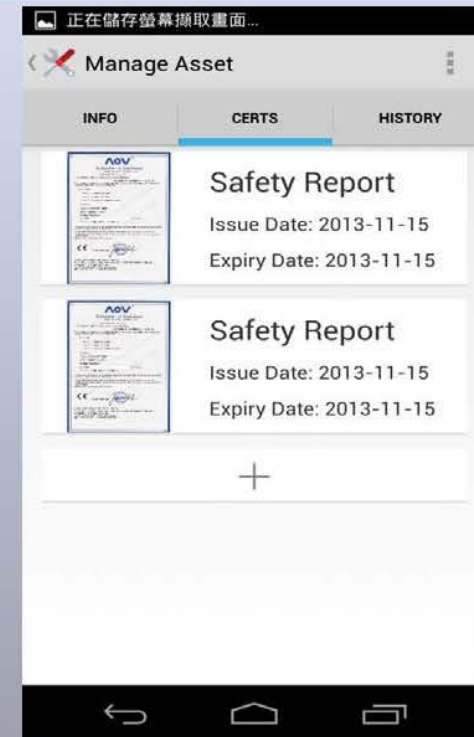 正在儲存螢幕擷取畫面...
Manage Asset
INFO CERTS HISTORY
AOV
Safety Report
Issue Date: 2013-11-15
Expiry Date: 2013-11-15
AOV
Safety Report
Issue Date: 2013-11-15
Expiry Date: 2013-11-15